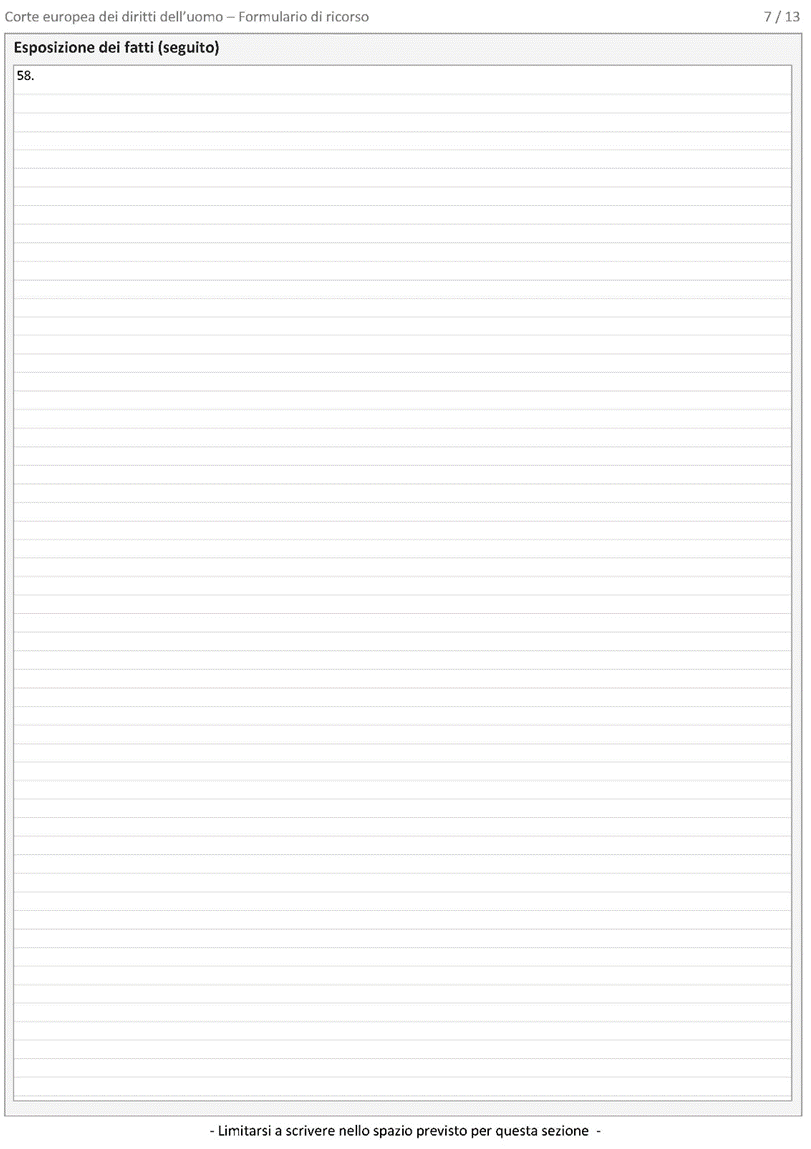 Corte europea dei diritti dell'uomo – Formulario di ricorso 7 / 13
Esposizione dei fatti (seguito)
58.
- Limitarsi a scrivere nello spazio previsto per questa sezione -